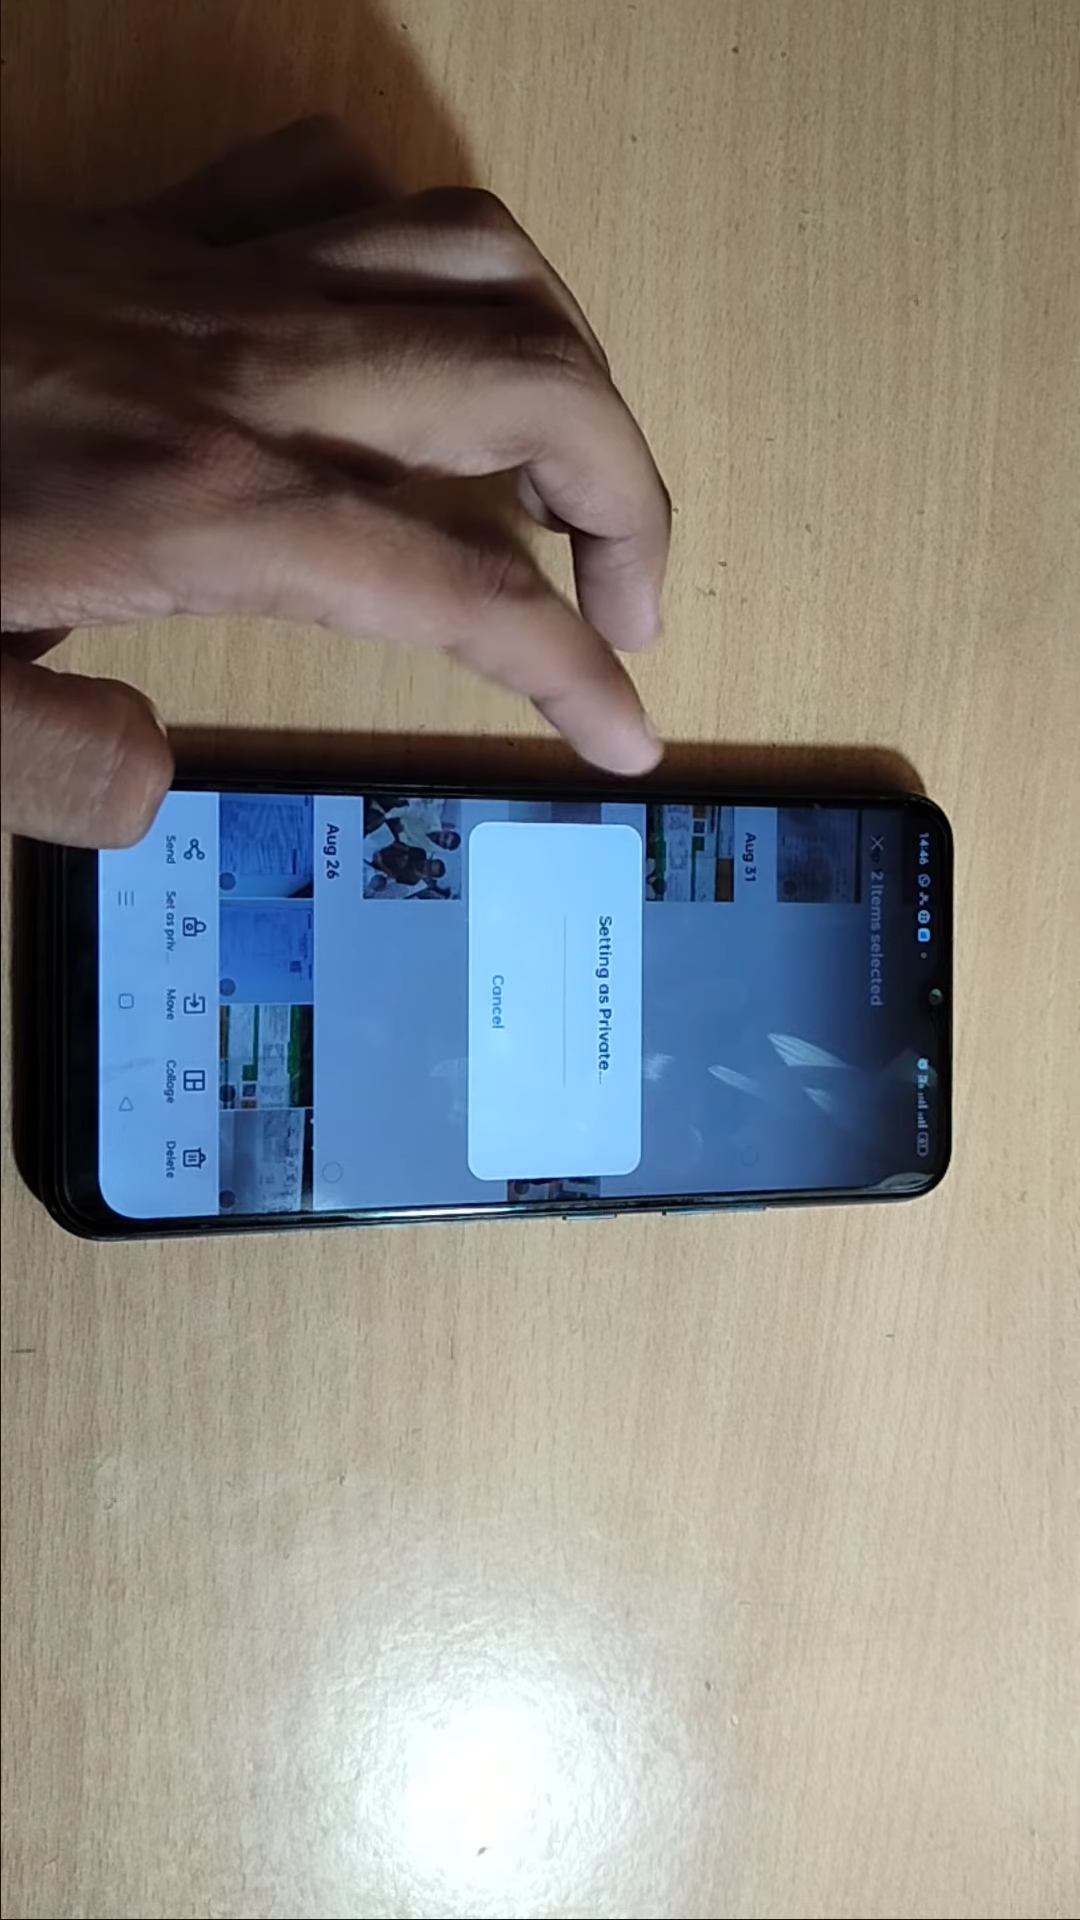 14:46
2 items selected
Aug 31
Setting as Private...
Cancel
Aug 26
Send
Set as priv...
Move
Collage
Delete